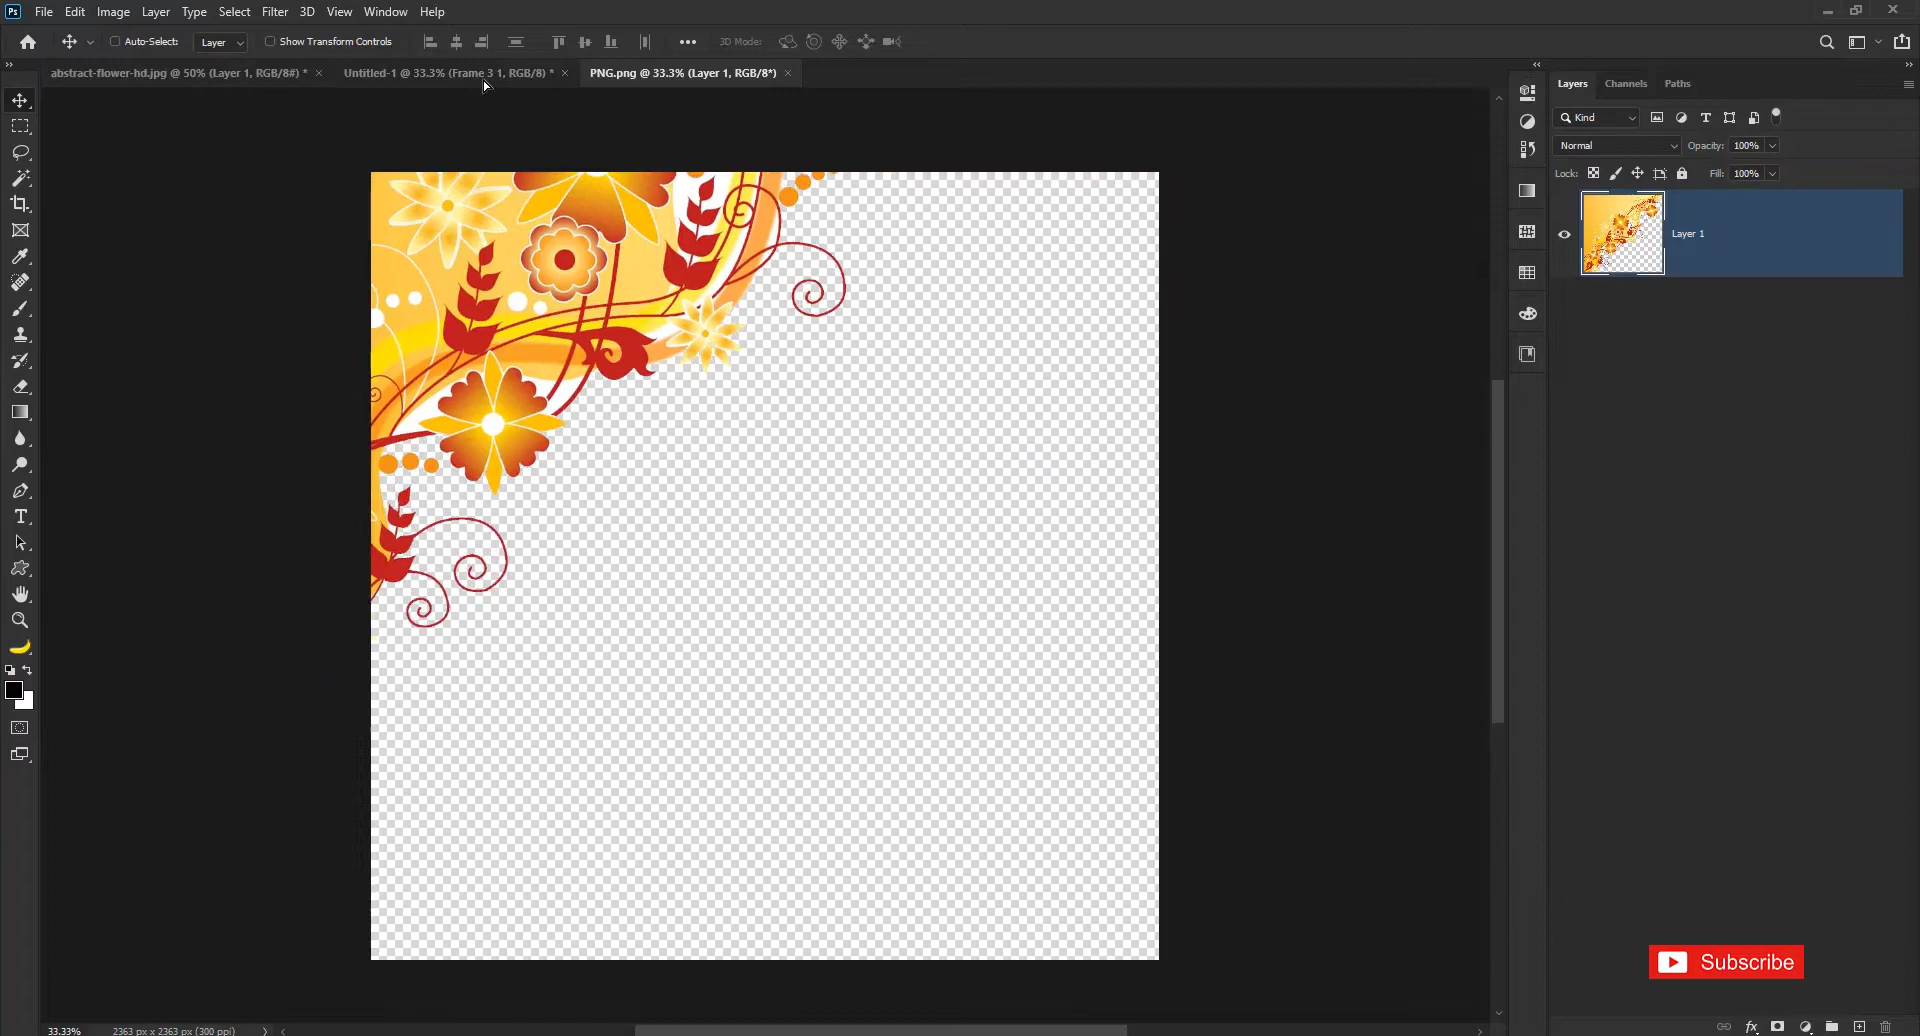 Ps File Edit Image Layer Type Select Filter 3D View Window Help
Auto-Select: Layer Show Transform Controls 3D Mode:
abstract-flower-hd.jpg @ 50% (Layer 1, RGB/8#) * × Untitled-1 @ 33.3% (Frame 3 1, RGB/8) * × PNG.png @ 33.3% (Layer 1, RGB/8*) ×
Layers Channels Paths
Kind
Normal Opacity: 100%
Lock: Fill: 100%
Layer 1
Subscribe
33.33% 2363 px x 2363 px (300 ppi)